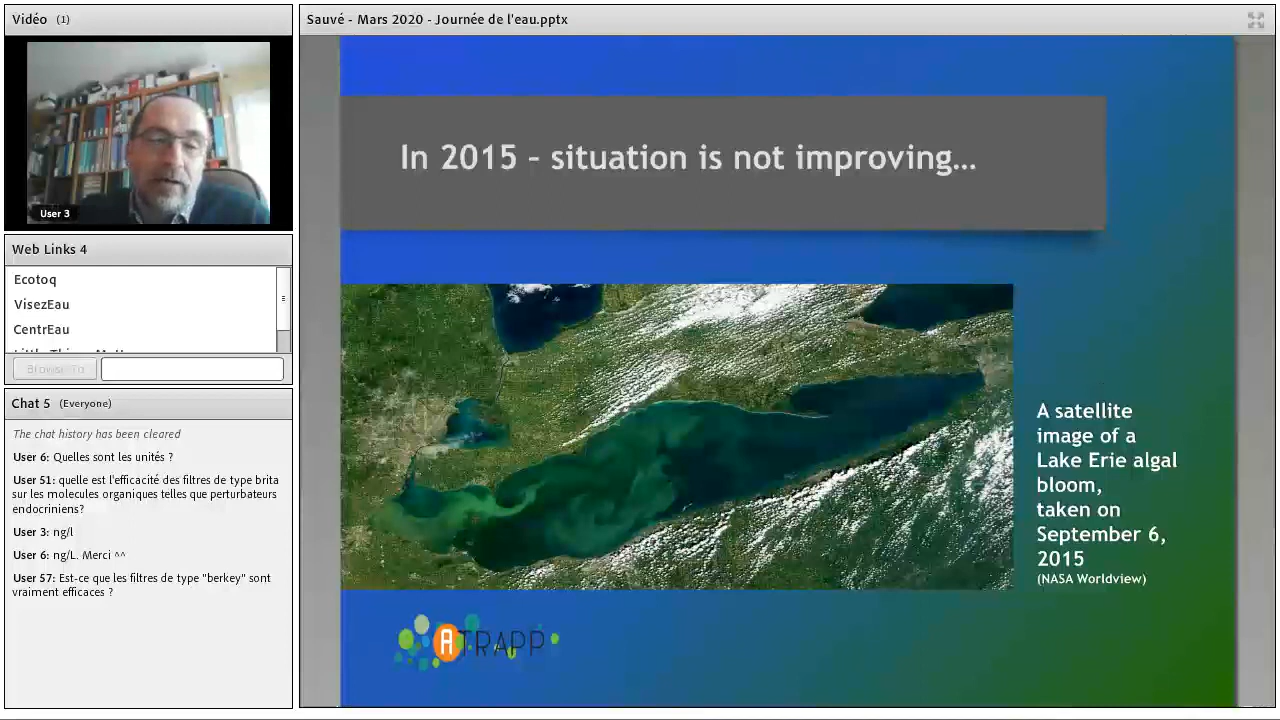 Vidéo (1)
User 3
Web Links 4
Ecotoq
VisezEau
CentrEau
Browse To
Chat 5 (Everyone)
The chat history has been cleared
User 6: Quelles sont les unités ?
User 51: quelle est l'efficacité des filtres de type brita
sur les molecules organiques telles que perturbateurs
endocriniens?
User 3: ng/l
User 6: ng/L. Merci ^^
User 57: Est-ce que les filtres de type "berkey" sont
vraiment efficaces ?
Sauvé - Mars 2020 - Journée de l'eau.pptx
In 2015 – situation is not improving…
A satellite
image of a
Lake Erie algal
bloom,
taken on
September 6,
2015
(NASA Worldview)
ATRAPP